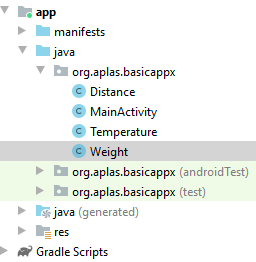 app
manifests
java
org.aplas.basicappx
C Distance
C MainActivity
C Temperature
C Weight
org.aplas.basicappx (androidTest)
org.aplas.basicappx (test)
java (generated)
res
Gradle Scripts